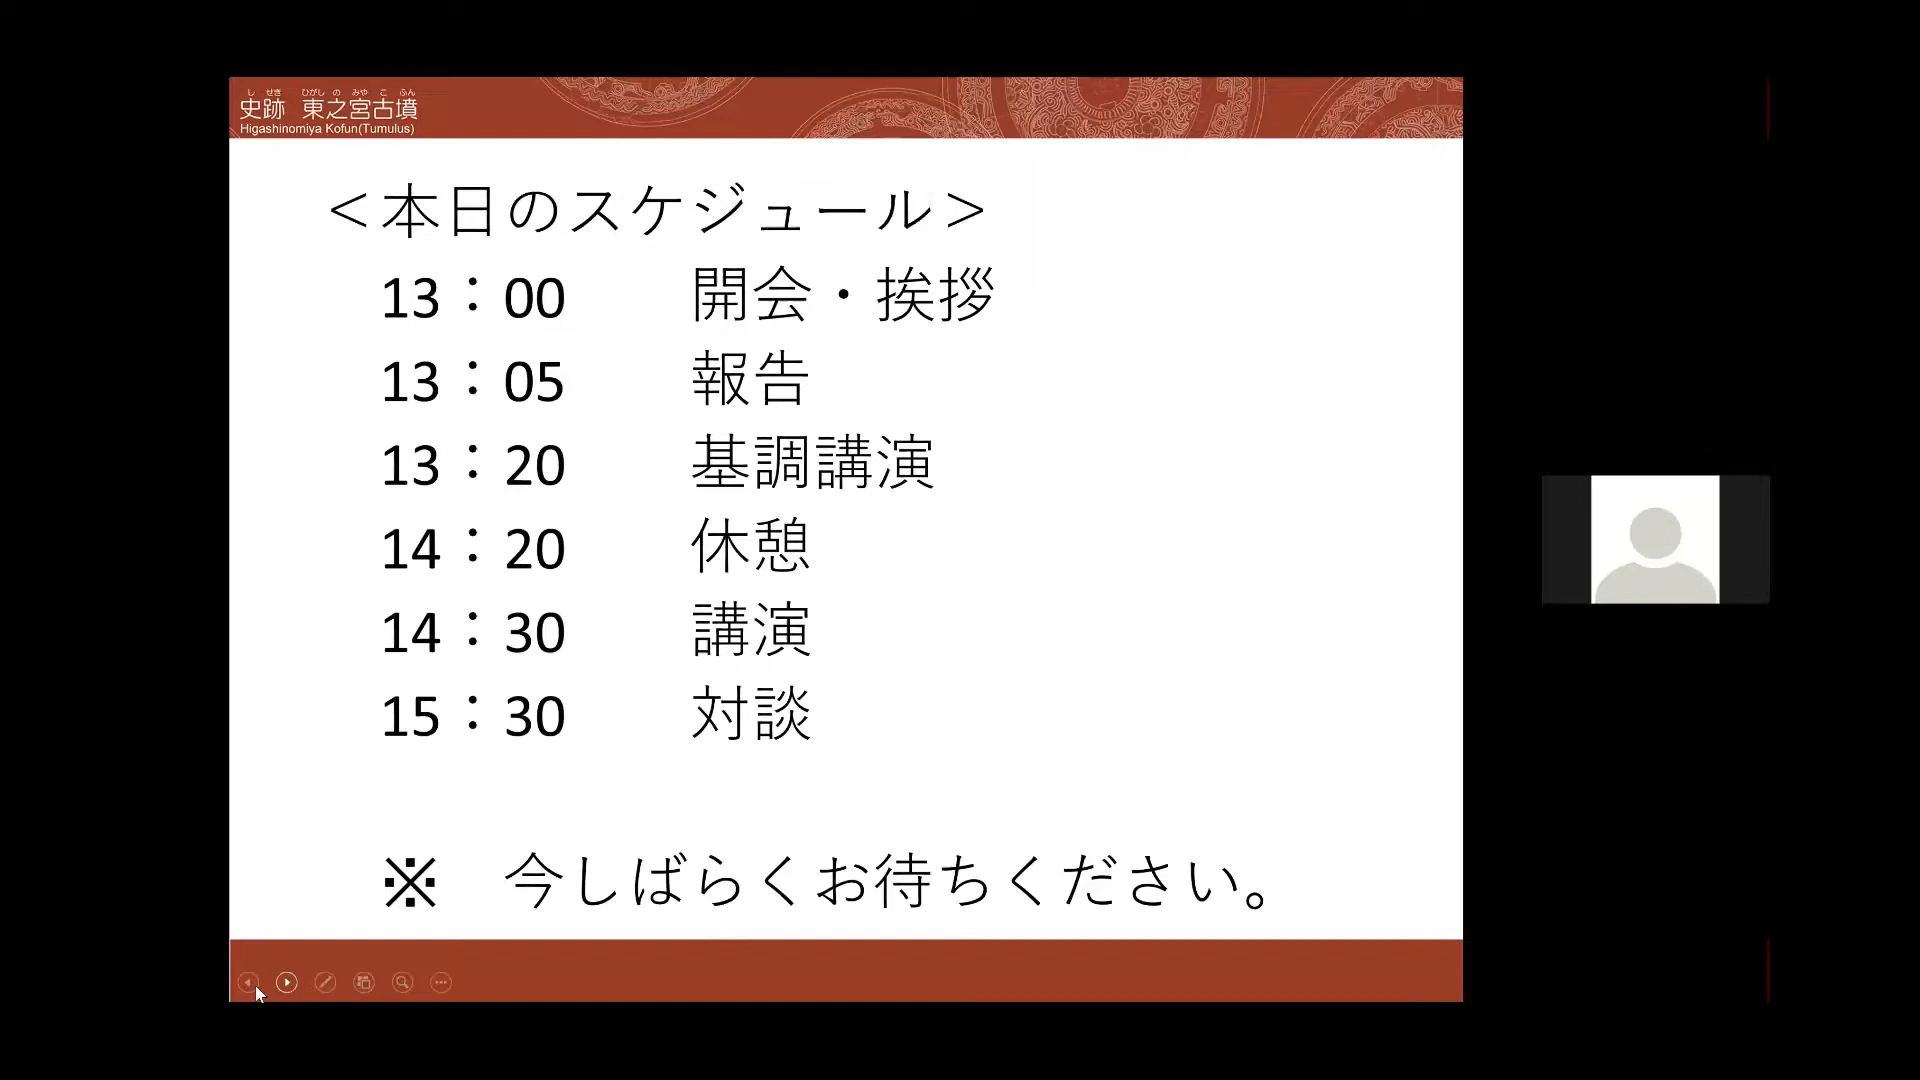 し せき ひがし の みや こ ふん
史跡 東之宮古墳
Higashinomiya Kofun(Tumulus)
＜本日のスケジュール＞
13：00 開会・挨拶
13：05 報告
13：20 基調講演
14：20 休憩
14：30 講演
15：30 対談
※ 今しばらくお待ちください。